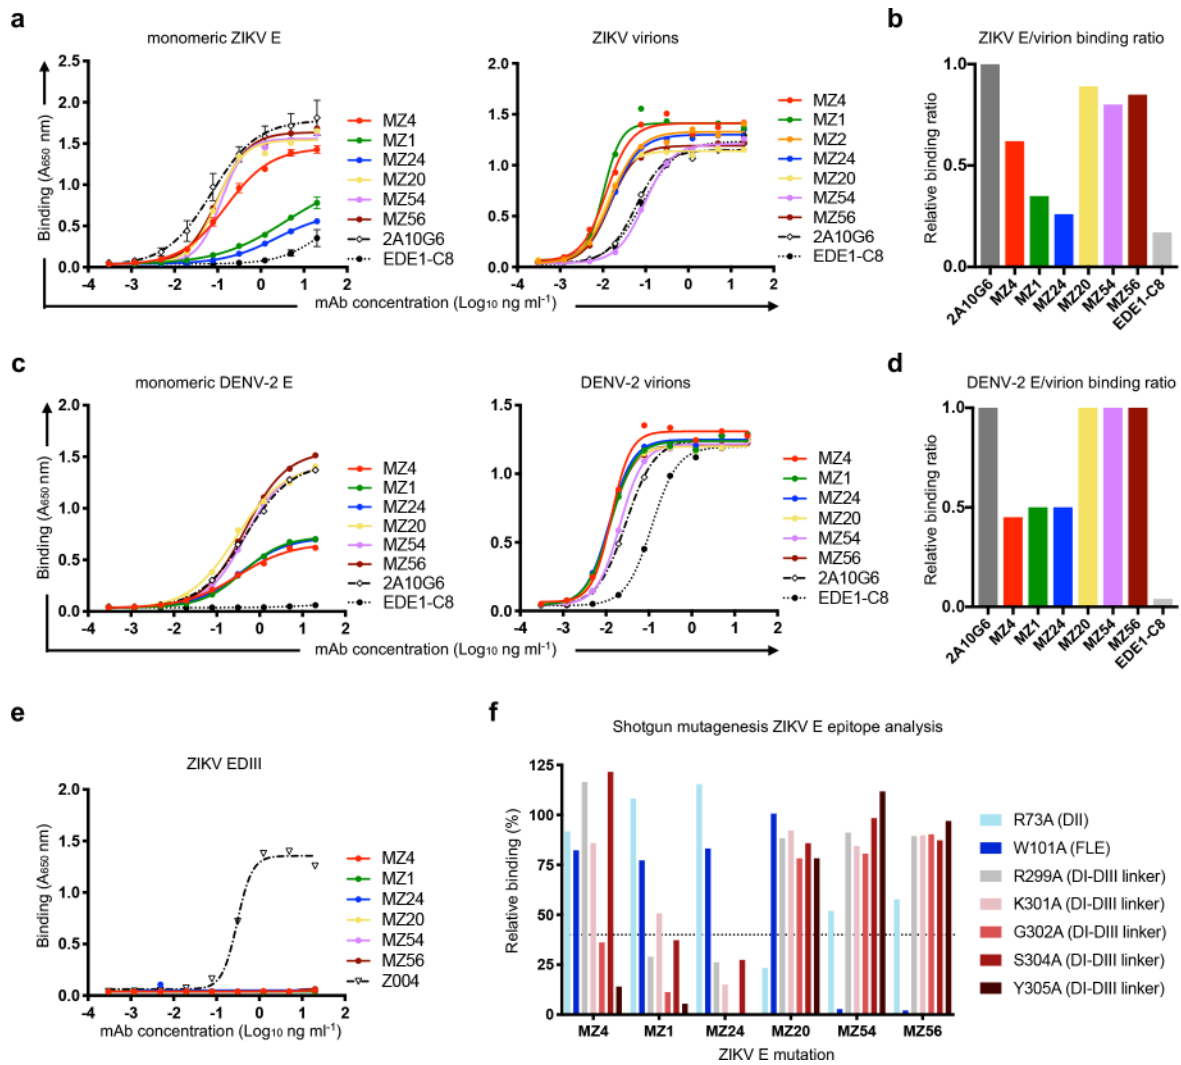 a
monomeric ZIKV E
2.5
2.0
1.5
1.0
0.5
0.0
Binding (A650 nm)
-4 -3 -2 -1 0 1 2
MZ4
MZ1
MZ24
MZ20
MZ54
MZ56
2A10G6
EDE1-C8
ZIKV virions
2.0
1.5
1.0
0.5
0.0
-4 -3 -2 -1 0 1 2
MZ4
MZ1
MZ2
MZ24
MZ20
MZ54
MZ56
2A10G6
EDE1-C8
mAb concentration (Log10 ng ml-1)
b
ZIKV E/virion binding ratio
Relative binding ratio
1.0
0.5
0.0
2A10G6 MZ4 MZ1 MZ24 MZ20 MZ54 MZ56 EDE1-C8
c
monomeric DENV-2 E
2.0
1.5
1.0
0.5
0.0
Binding (A650 nm)
-4 -3 -2 -1 0 1 2
MZ4
MZ1
MZ24
MZ20
MZ54
MZ56
2A10G6
EDE1-C8
DENV-2 virions
1.5
1.0
0.5
0.0
-4 -3 -2 -1 0 1 2
MZ4
MZ1
MZ24
MZ20
MZ54
MZ56
2A10G6
EDE1-C8
mAb concentration (Log10 ng ml-1)
d
DENV-2 E/virion binding ratio
Relative binding ratio
1.0
0.5
0.0
2A10G6 MZ4 MZ1 MZ24 MZ20 MZ54 MZ56 EDE1-C8
e
ZIKV EDIII
2.0
1.5
1.0
0.5
0.0
Binding (A650 nm)
-4 -3 -2 -1 0 1 2
mAb concentration (Log10 ng ml-1)
MZ4
MZ1
MZ24
MZ20
MZ54
MZ56
Z004
f
Shotgun mutagenesis ZIKV E epitope analysis
Relative binding (%)
125
100
75
50
25
0
MZ4 MZ1 MZ24 MZ20 MZ54 MZ56
ZIKV E mutation
R73A (DII)
W101A (FLE)
R299A (DI-DIII linker)
K301A (DI-DIII linker)
G302A (DI-DIII linker)
S304A (DI-DIII linker)
Y305A (DI-DIII linker)